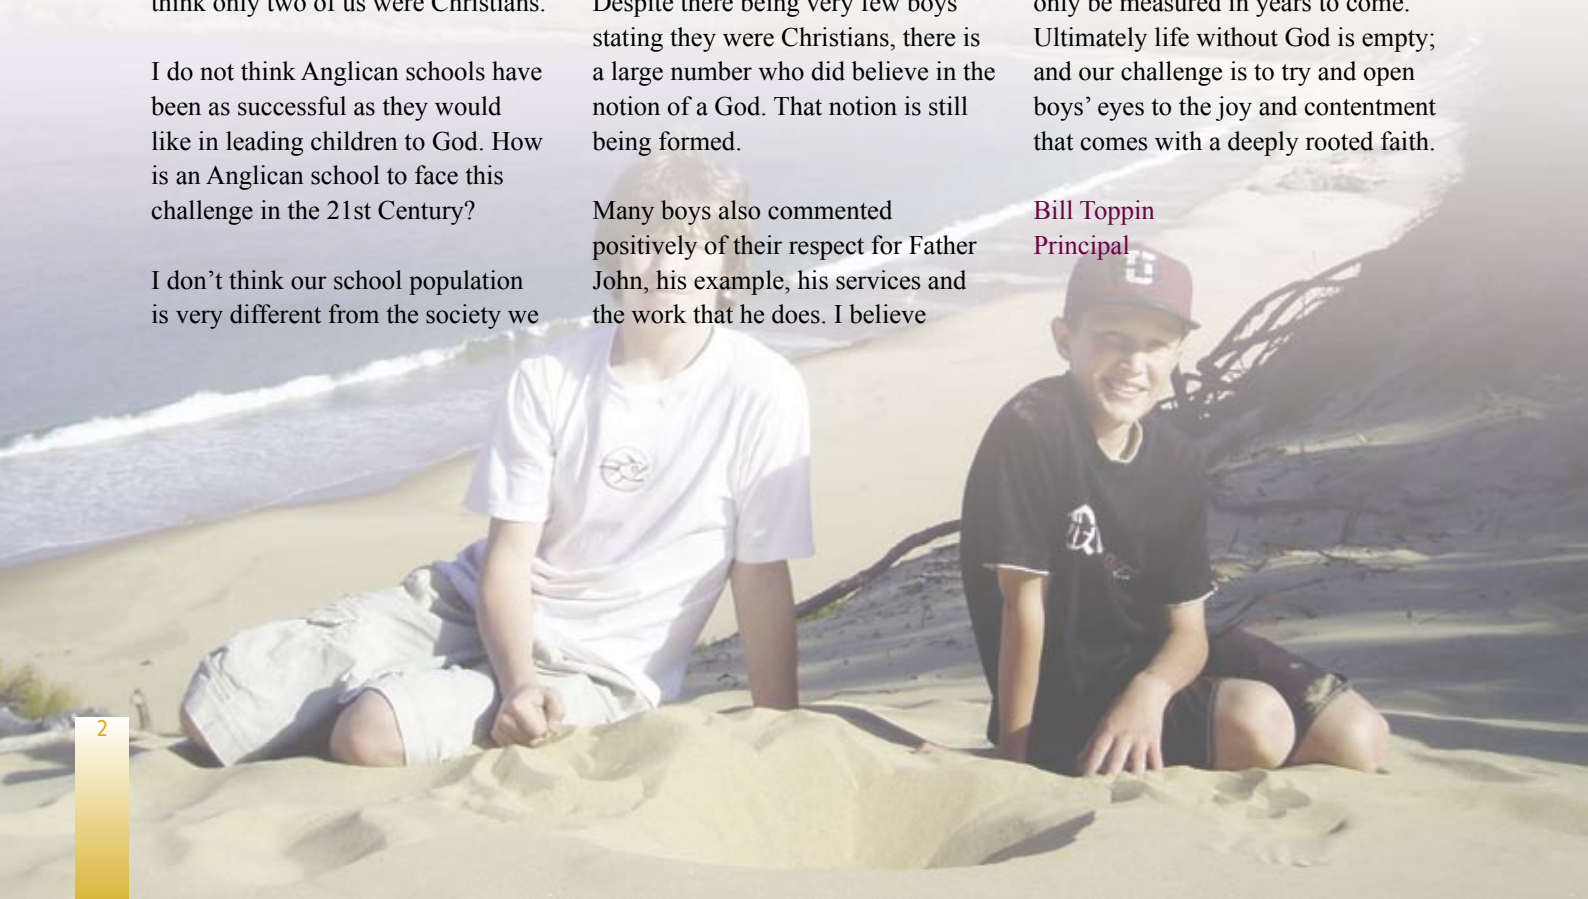 think only two of us were Christians.
I do not think Anglican schools have
been as successful as they would
like in leading children to God. How
is an Anglican school to face this
challenge in the 21st Century?
I don't think our school population
is very different from the society we
Despite there being very few boys
stating they were Christians, there is
a large number who did believe in the
notion of a God. That notion is still
being formed.
Many boys also commented
positively of their respect for Father
John, his example, his services and
the work that he does. I believe
only be measured in years to come.
Ultimately life without God is empty;
and our challenge is to try and open
boys' eyes to the joy and contentment
that comes with a deeply rooted faith.
Bill Toppin
Principal
2